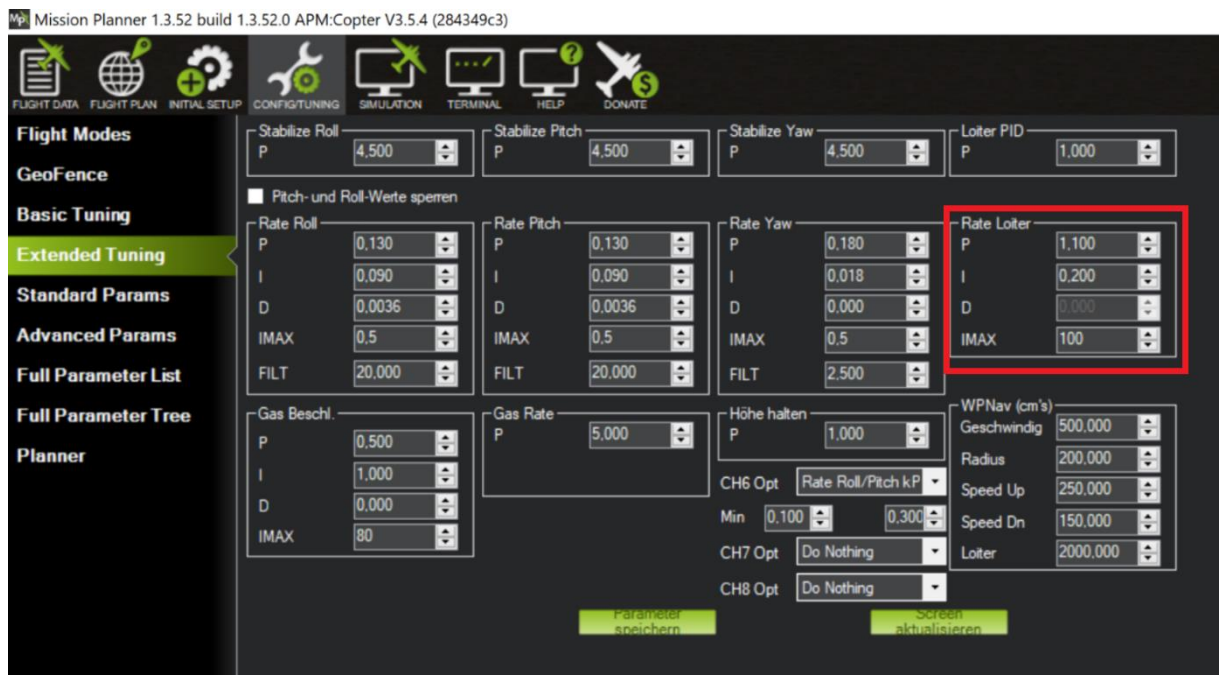 Mission Planner 1.3.52 build 1.3.52.0 APM:Copter V3.5.4 (284349c3)
FLIGHT DATA FLIGHT PLAN INITIAL SETUP CONFIG/TUNING SIMULATION TERMINAL HELP DONATE
Flight Modes
GeoFence
Basic Tuning
Extended Tuning
Standard Params
Advanced Params
Full Parameter List
Full Parameter Tree
Planner
Stabilize Roll
P 4,500
Stabilize Pitch
P 4,500
Stabilize Yaw
P 4,500
Loiter PID
P 1,000
Pitch- und Roll-Werte sperren
Rate Roll
P 0,130
I 0,090
D 0,0036
IMAX 0,5
FILT 20,000
Rate Pitch
P 0,130
I 0,090
D 0,0036
IMAX 0,5
FILT 20,000
Rate Yaw
P 0,180
I 0,018
D 0,000
IMAX 0,5
FILT 2,500
Rate Loiter
P 1,100
I 0,200
D 0,000
IMAX 100
Gas Beschl.
P 0,500
I 1,000
D 0,000
IMAX 80
Gas Rate
P 5,000
Höhe halten
P 1,000
CH6 Opt Rate Roll/Pitch kP
Min 0,100 0,300
CH7 Opt Do Nothing
CH8 Opt Do Nothing
WPNav (cm's)
Geschwindig 500,000
Radius 200,000
Speed Up 250,000
Speed Dn 150,000
Loiter 2000,000
Parameter
speichern
Screen
aktualisieren